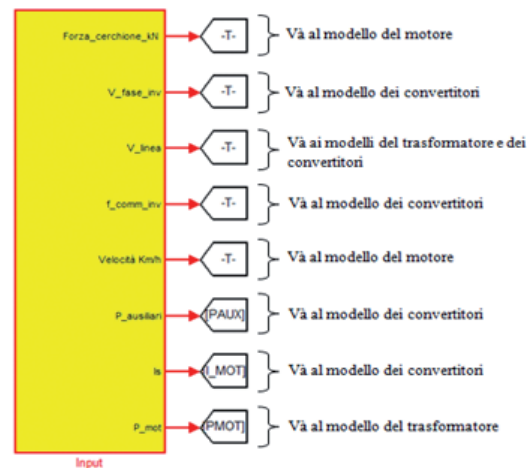 Forza_cerchione_kN -T- Và al modello del motore
V_fase_inv -T- Và al modello dei convertitori
V_linea -T- Và ai modelli del trasformatore e dei
convertitori
f_comm_inv -T- Và al modello dei convertitori
Velocità Km/h -T- Và al modello del motore
P_ausiliari [PAUX] Và al modello dei convertitori
Is [I_MOT] Và al modello dei convertitori
P_mot [PMOT] Và al modello del trasformatore
Input